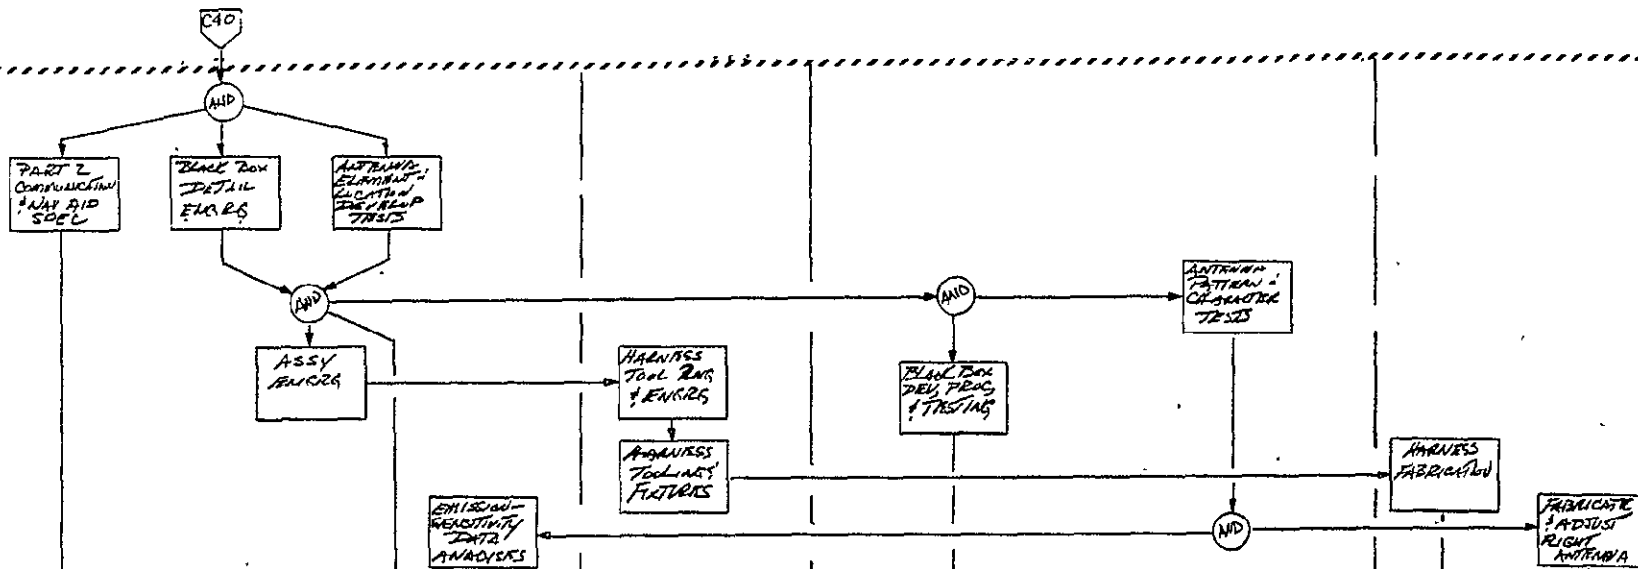 C40
AND
PART 2
COMMUNICATION
& NAV AID
SPEC
BLACK BOX
DETAIL
ENGRG
ANTENNA
ELEMENT &
LOCATION
DEVELOP
TESTS
AND
AND
ANTENNA
PATTERN &
CHARACTER
TESTS
ASSY
ENGRG
HARNESS
TOOL
& ENGRG
BLACK BOX
DEV, PROC,
& TESTING
HARNESS
TOOLING &
FIXTURES
HARNESS
FABRICATION
EMISSION-
SENSITIVITY
DATA
AND
FABRICATE
& ADJUST
FLIGHT
ANTENNA